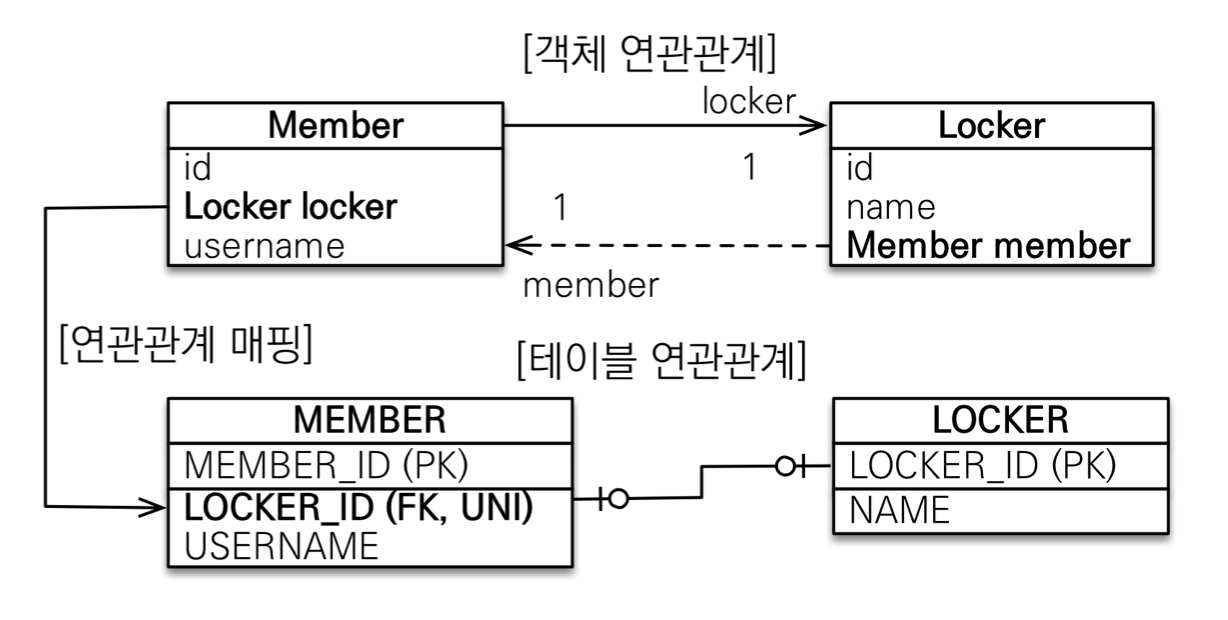 [객체 연관관계]
locker
Member
id
Locker locker
username
1
1
member
Locker
id
name
Member member
[연관관계 매핑]
[테이블 연관관계]
MEMBER
MEMBER_ID (PK)
LOCKER_ID (FK, UNI)
USERNAME
LOCKER
LOCKER_ID (PK)
NAME